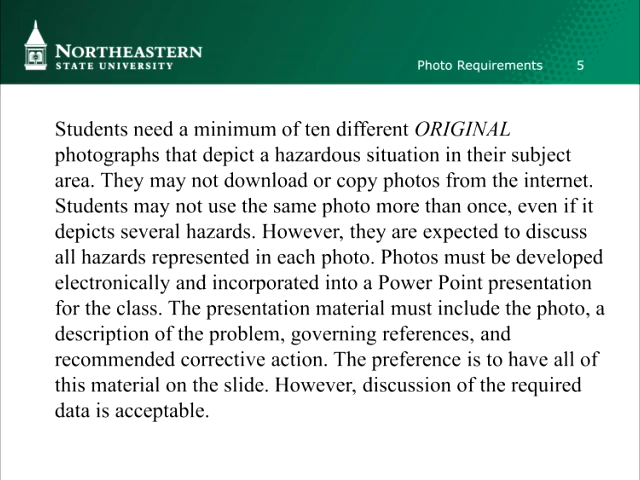 NORTHEASTERN
STATE UNIVERSITY
Photo Requirements 5
Students need a minimum of ten different ORIGINAL
photographs that depict a hazardous situation in their subject
area. They may not download or copy photos from the internet.
Students may not use the same photo more than once, even if it
depicts several hazards. However, they are expected to discuss
all hazards represented in each photo. Photos must be developed
electronically and incorporated into a Power Point presentation
for the class. The presentation material must include the photo, a
description of the problem, governing references, and
recommended corrective action. The preference is to have all of
this material on the slide. However, discussion of the required
data is acceptable.